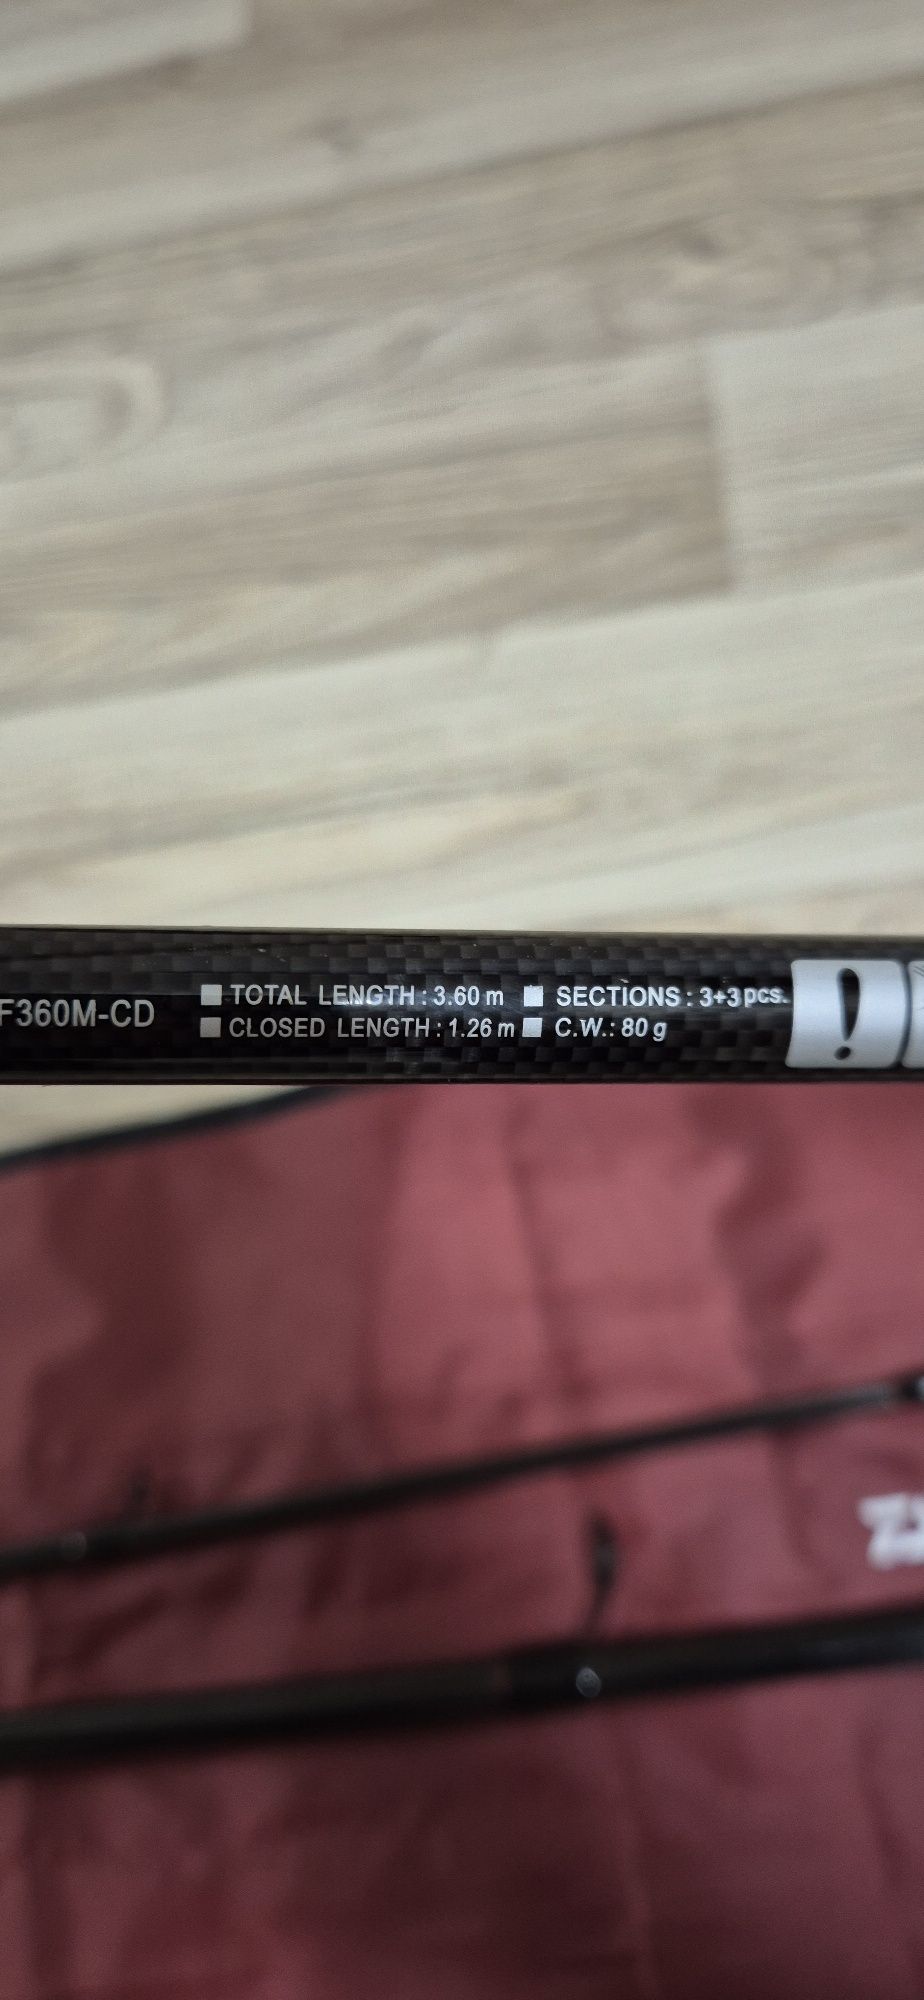 F360M-CD
■ TOTAL LENGTH : 3.60 m ■ SECTIONS : 3+3 pcs.
■ CLOSED LENGTH : 1.26 m ■ C.W. : 80 g
!